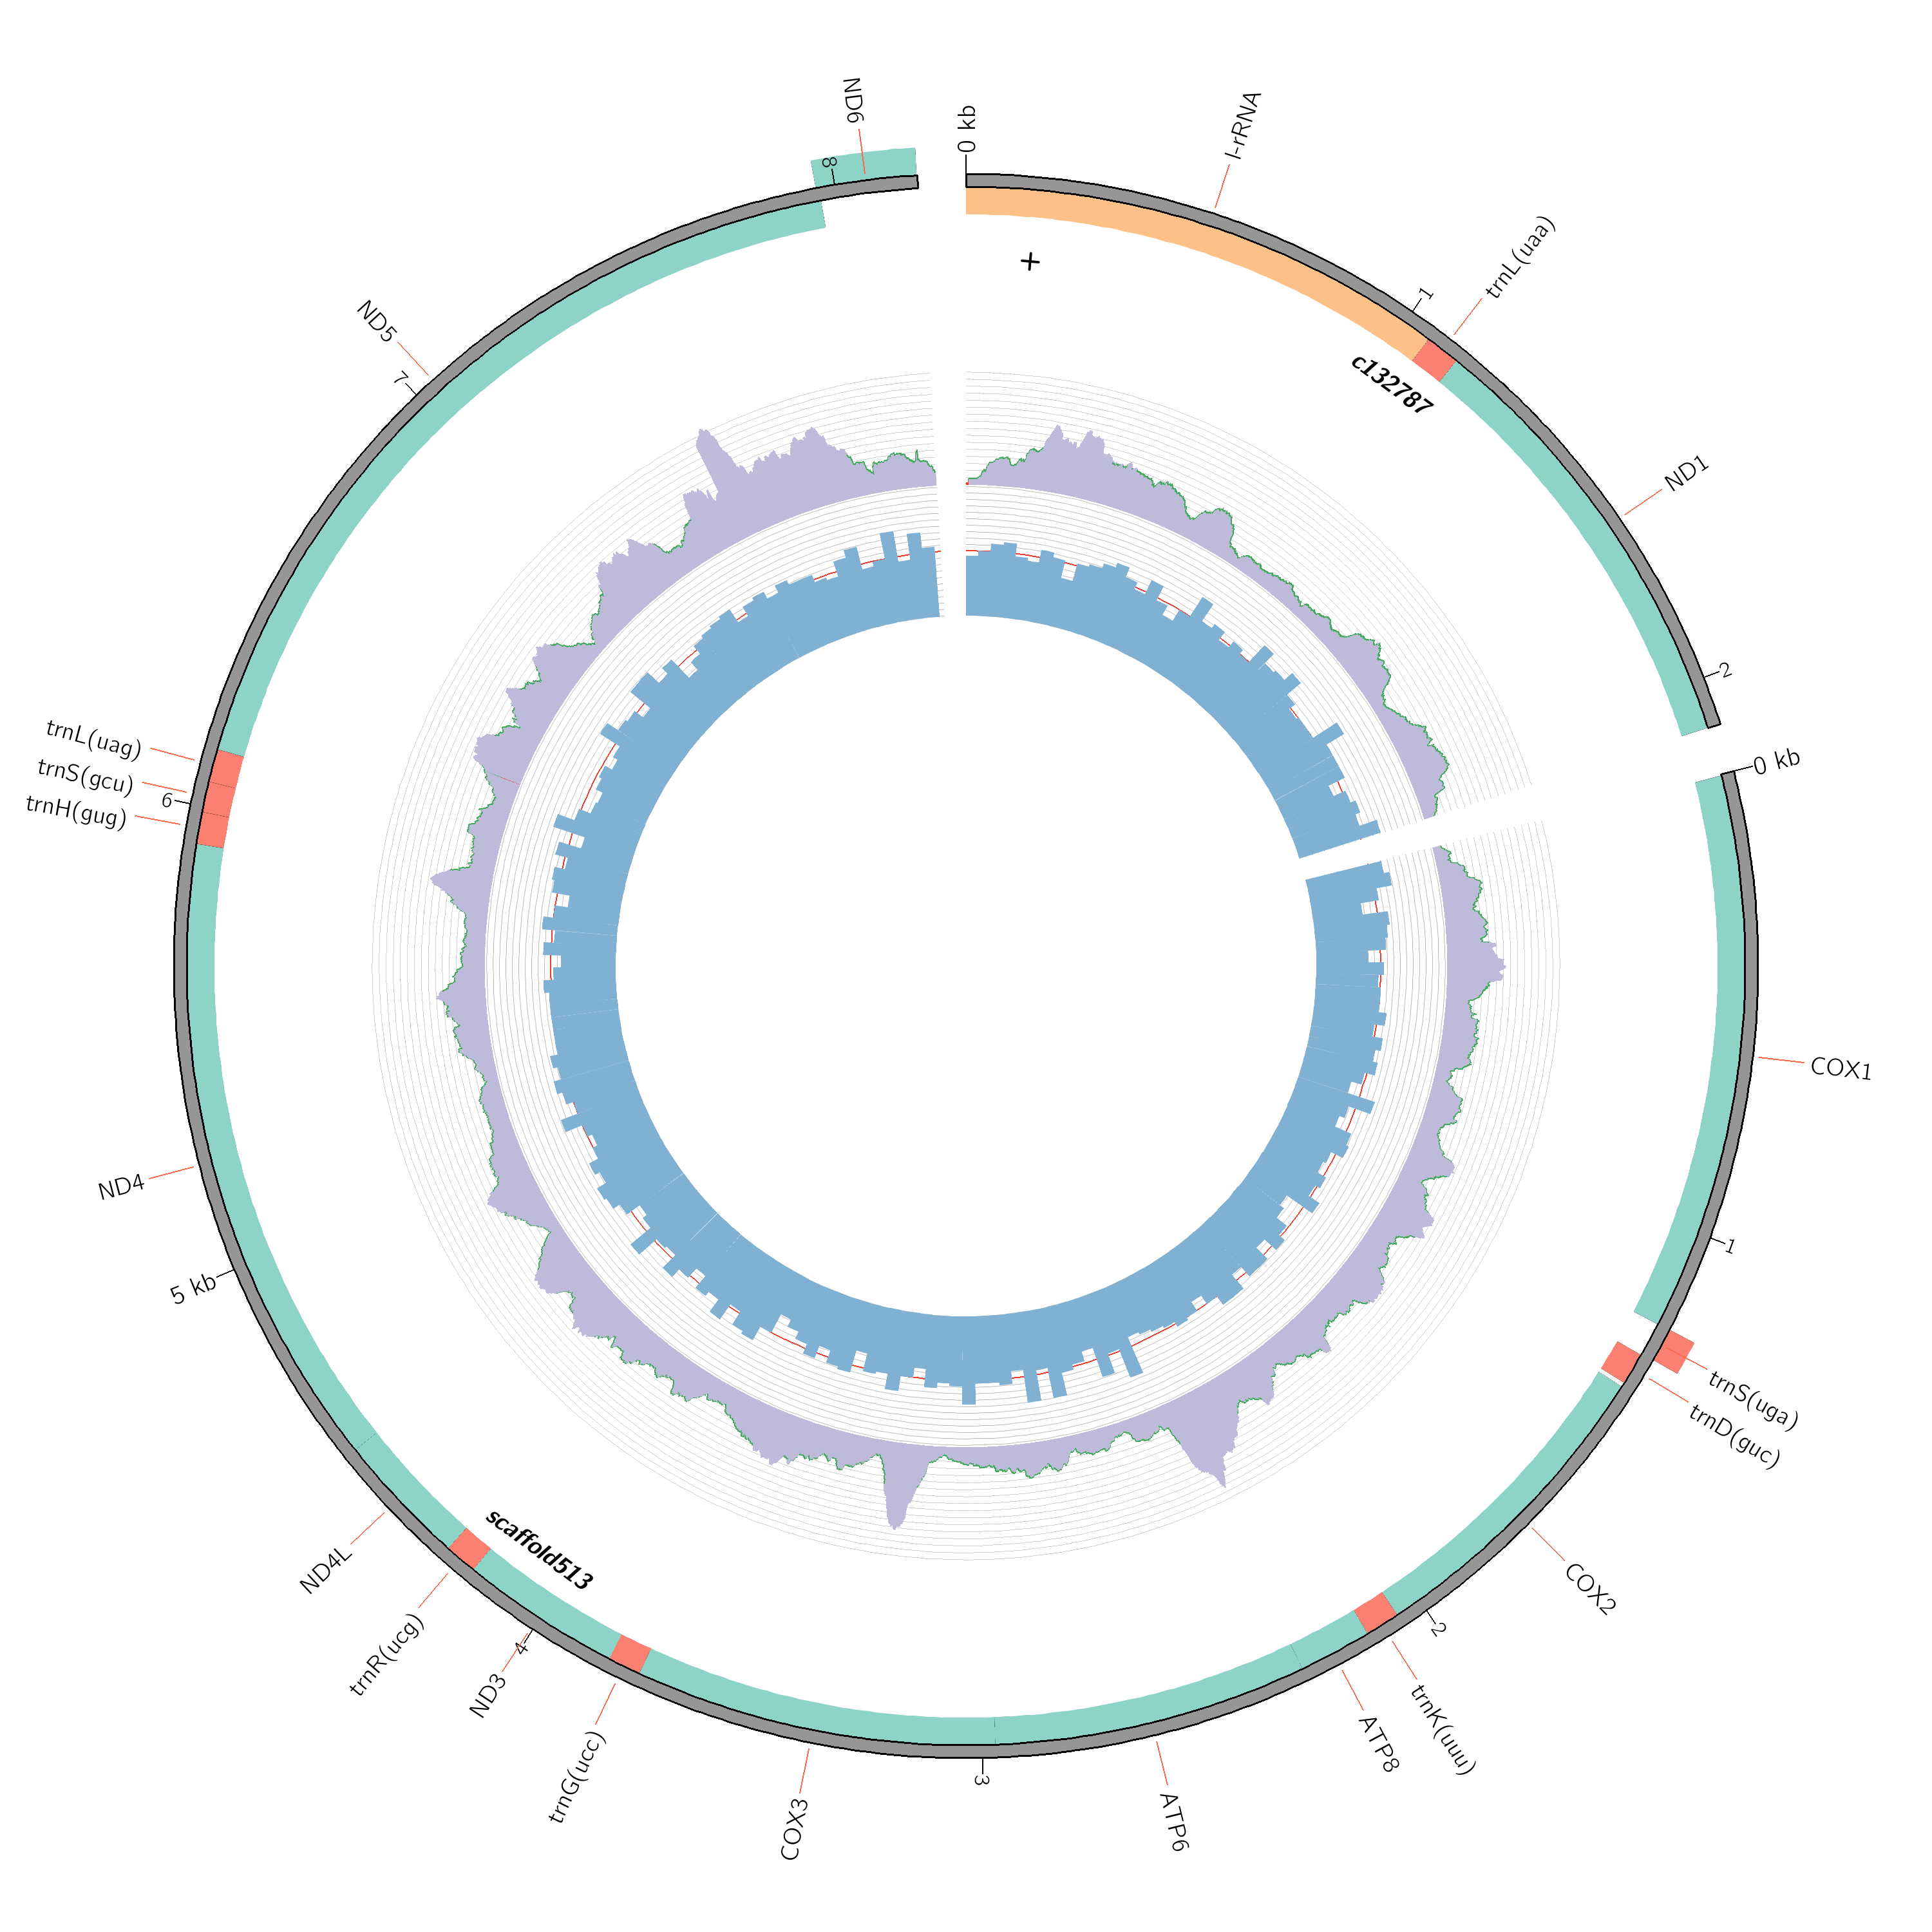 0 kb
l-rRNA
1
trnL(uaa)
c132787
ND1
2
+
0 kb
COX1
1
trnS(uga)
trnD(guc)
COX2
2
trnK(uuu)
ATP8
ATP6
3
COX3
trnG(ucc)
4
ND3
trnR(ucg)
scaffold513
ND4L
5 kb
ND4
trnH(gug)
6
trnS(gcu)
trnL(uag)
7
ND5
8
ND6